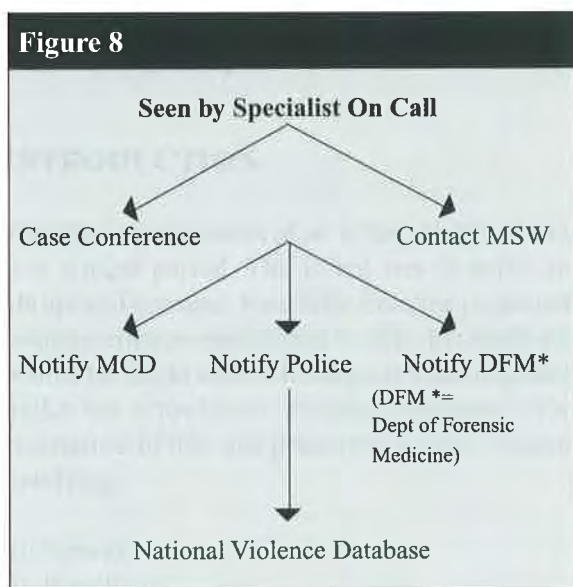 Figure 8
Seen by Specialist On Call
Case Conference
Contact MSW
Notify MCD
Notify Police
Notify DFM*
(DFM *=
Dept of Forensic
Medicine)
National Violence Database